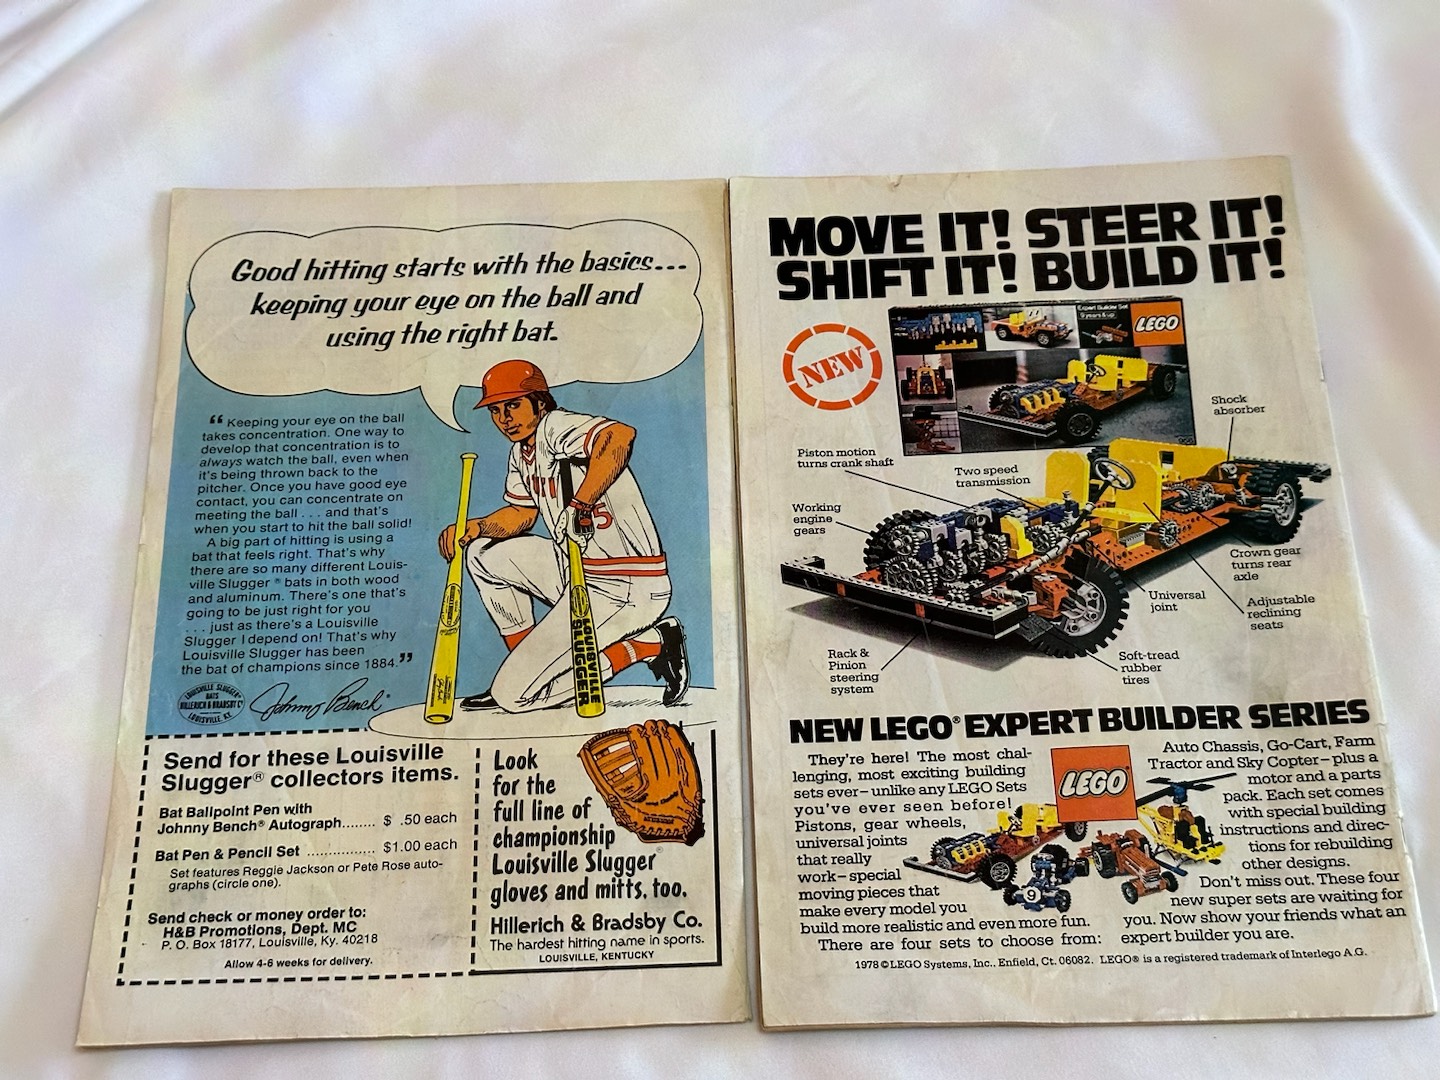 Good hitting starts with the basics...
keeping your eye on the ball and
using the right bat.
“Keeping your eye on the ball
takes concentration. One way to
develop that concentration is to
always watch the ball, even when
it's being thrown back to the
pitcher. Once you have good eye
contact, you can concentrate on
meeting the ball . . . and that's
when you start to hit the ball solid!
A big part of hitting is using a
bat that feels right. That's why
there are so many different Louis-
ville Slugger® bats in both wood
and aluminum. There's one that's
going to be just right for you
. . . just as there's a Louisville
Slugger I depend on! That's why
Louisville Slugger has been
the bat of champions since 1884.”
LOUISVILLE SLUGGER
BATS
HILLERICH & BRADSBY Co
LOUISVILLE, KY.
Johnny Bench
5
LOUISVILLE
SLUGGER
Send for these Louisville
Slugger® collectors items.
Bat Ballpoint Pen with
Johnny Bench® Autograph........ $ .50 each
Bat Pen & Pencil Set ................ $1.00 each
Set features Reggie Jackson or Pete Rose auto-
graphs (circle one).
Send check or money order to:
H&B Promotions, Dept. MC
P. O. Box 18177, Louisville, Ky. 40218
Allow 4-6 weeks for delivery.
Look
for the
full line of
championship
Louisville Slugger®
gloves and mitts, too.
Hillerich & Bradsby Co.
The hardest hitting name in sports.
LOUISVILLE, KENTUCKY
MOVE IT! STEER IT!
SHIFT IT! BUILD IT!
NEW
Expert Builder Set
9 years & up
LEGO
Shock
absorber
Piston motion
turns crank shaft
Two speed
transmission
Working
engine
gears
Crown gear
turns rear
axle
Universal
joint
Adjustable
reclining
seats
Rack &
Pinion
steering
system
Soft-tread
rubber
tires
NEW LEGO® EXPERT BUILDER SERIES
They're here! The most chal-
lenging, most exciting building
sets ever—unlike any LEGO Sets
you've ever seen before!
Pistons, gear wheels,
universal joints
that really
work—special
moving pieces that
make every model you
build more realistic and even more fun.
There are four sets to choose from:
LEGO
9
Auto Chassis, Go-Cart, Farm
Tractor and Sky Copter—plus a
motor and a parts
pack. Each set comes
with special building
instructions and direc-
tions for rebuilding
other designs.
Don't miss out. These four
new super sets are waiting for
you. Now show your friends what an
expert builder you are.
1978 © LEGO Systems, Inc., Enfield, Ct. 06082. LEGO® is a registered trademark of Interlego A.G.